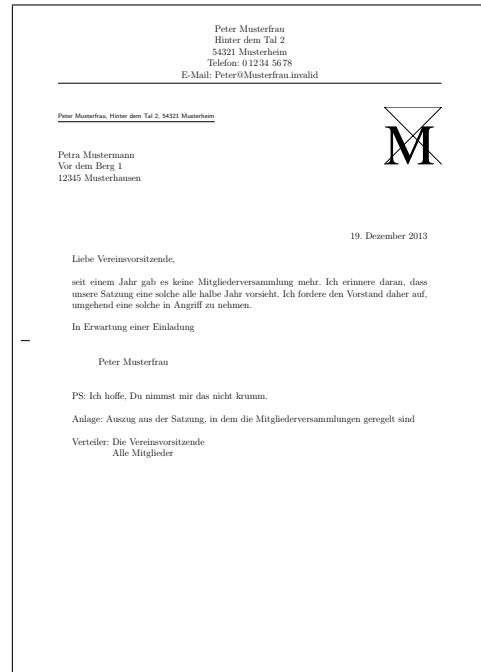 Peter Musterfrau
Hinter dem Tal 2
54321 Musterheim
Telefon: 0 12 34 56 78
E-Mail: Peter@Musterfrau.invalid
Peter Musterfrau, Hinter dem Tal 2, 54321 Musterheim
M
Petra Mustermann
Vor dem Berg 1
12345 Musterhausen
19. Dezember 2013
Liebe Vereinsvorsitzende,
seit einem Jahr gab es keine Mitgliederversammlung mehr. Ich erinnere daran, dass
unsere Satzung eine solche alle halbe Jahr vorsieht. Ich fordere den Vorstand daher auf,
umgehend eine solche in Angriff zu nehmen.
In Erwartung einer Einladung
Peter Musterfrau
PS: Ich hoffe, Du nimmst mir das nicht krumm.
Anlage: Auszug aus der Satzung, in dem die Mitgliederversammlungen geregelt sind
Verteiler: Die Vereinsvorsitzende
Alle Mitglieder